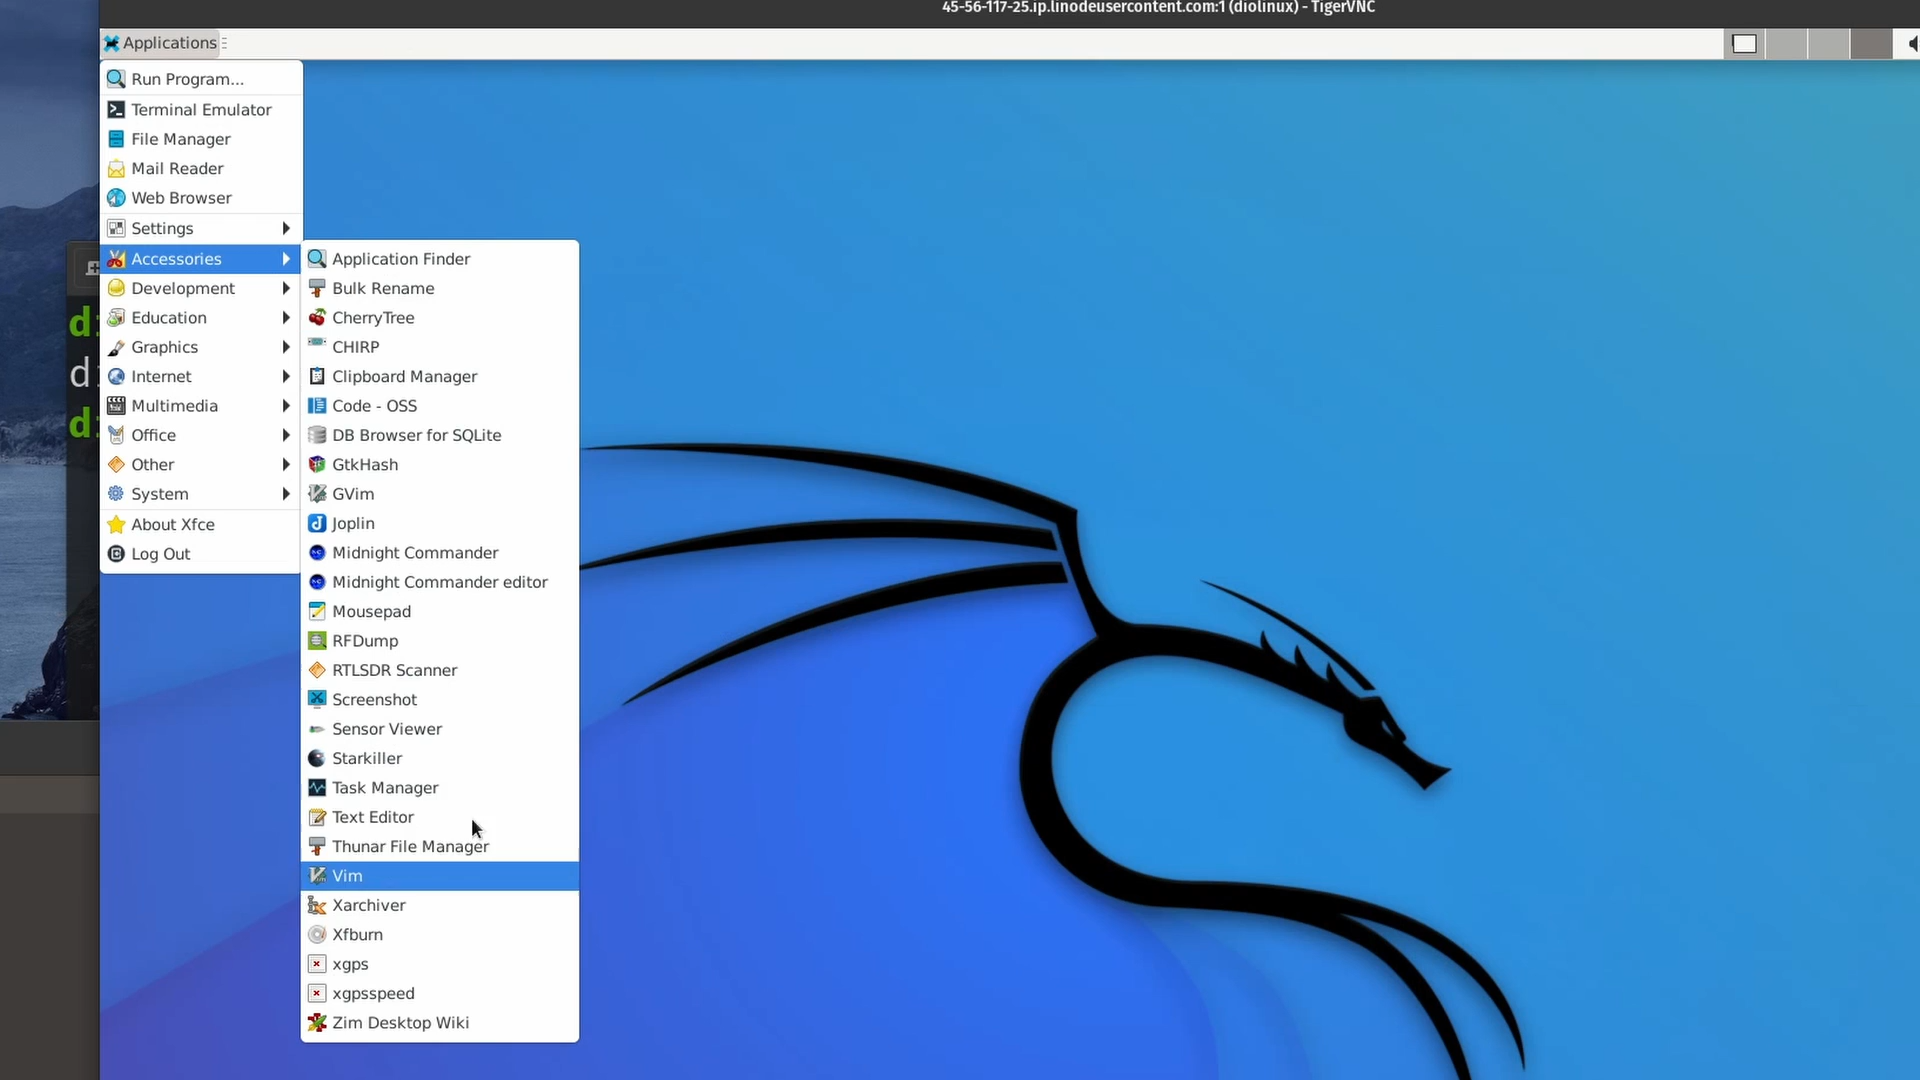 45-56-117-25.ip.linodeusercontent.com:1 (diolinux) - TigerVNC
Applications
Run Program...
Terminal Emulator
File Manager
Mail Reader
Web Browser
Settings
Accessories
Development
Education
Graphics
Internet
Multimedia
Office
Other
System
About Xfce
Log Out
Application Finder
Bulk Rename
CherryTree
CHIRP
Clipboard Manager
Code - OSS
DB Browser for SQLite
GtkHash
GVim
Joplin
Midnight Commander
Midnight Commander editor
Mousepad
RFDump
RTLSDR Scanner
Screenshot
Sensor Viewer
Starkiller
Task Manager
Text Editor
Thunar File Manager
Vim
Xarchiver
Xfburn
xgps
xgpsspeed
Zim Desktop Wiki